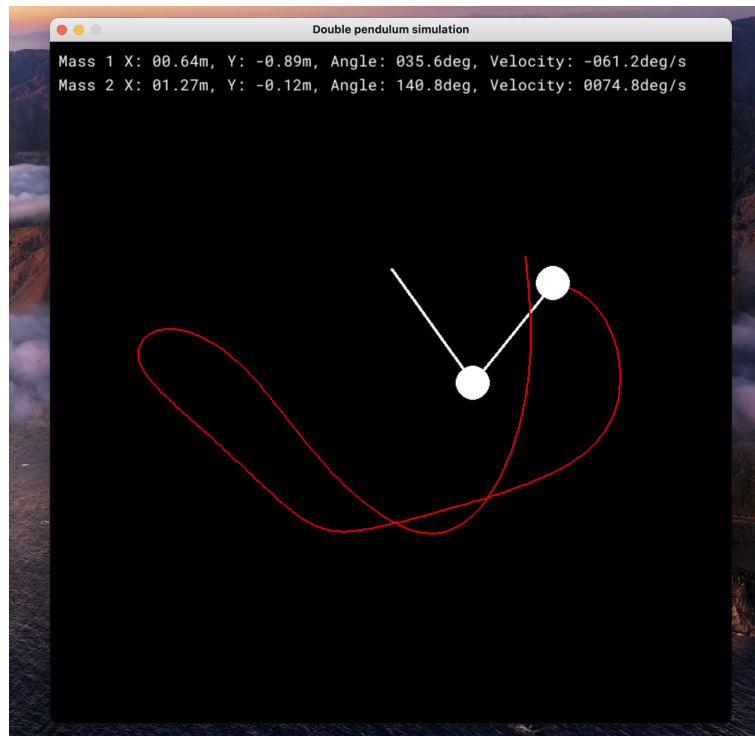 Double pendulum simulation
Mass 1 X: 00.64m, Y: -0.89m, Angle: 035.6deg, Velocity: -061.2deg/s
Mass 2 X: 01.27m, Y: -0.12m, Angle: 140.8deg, Velocity: 0074.8deg/s